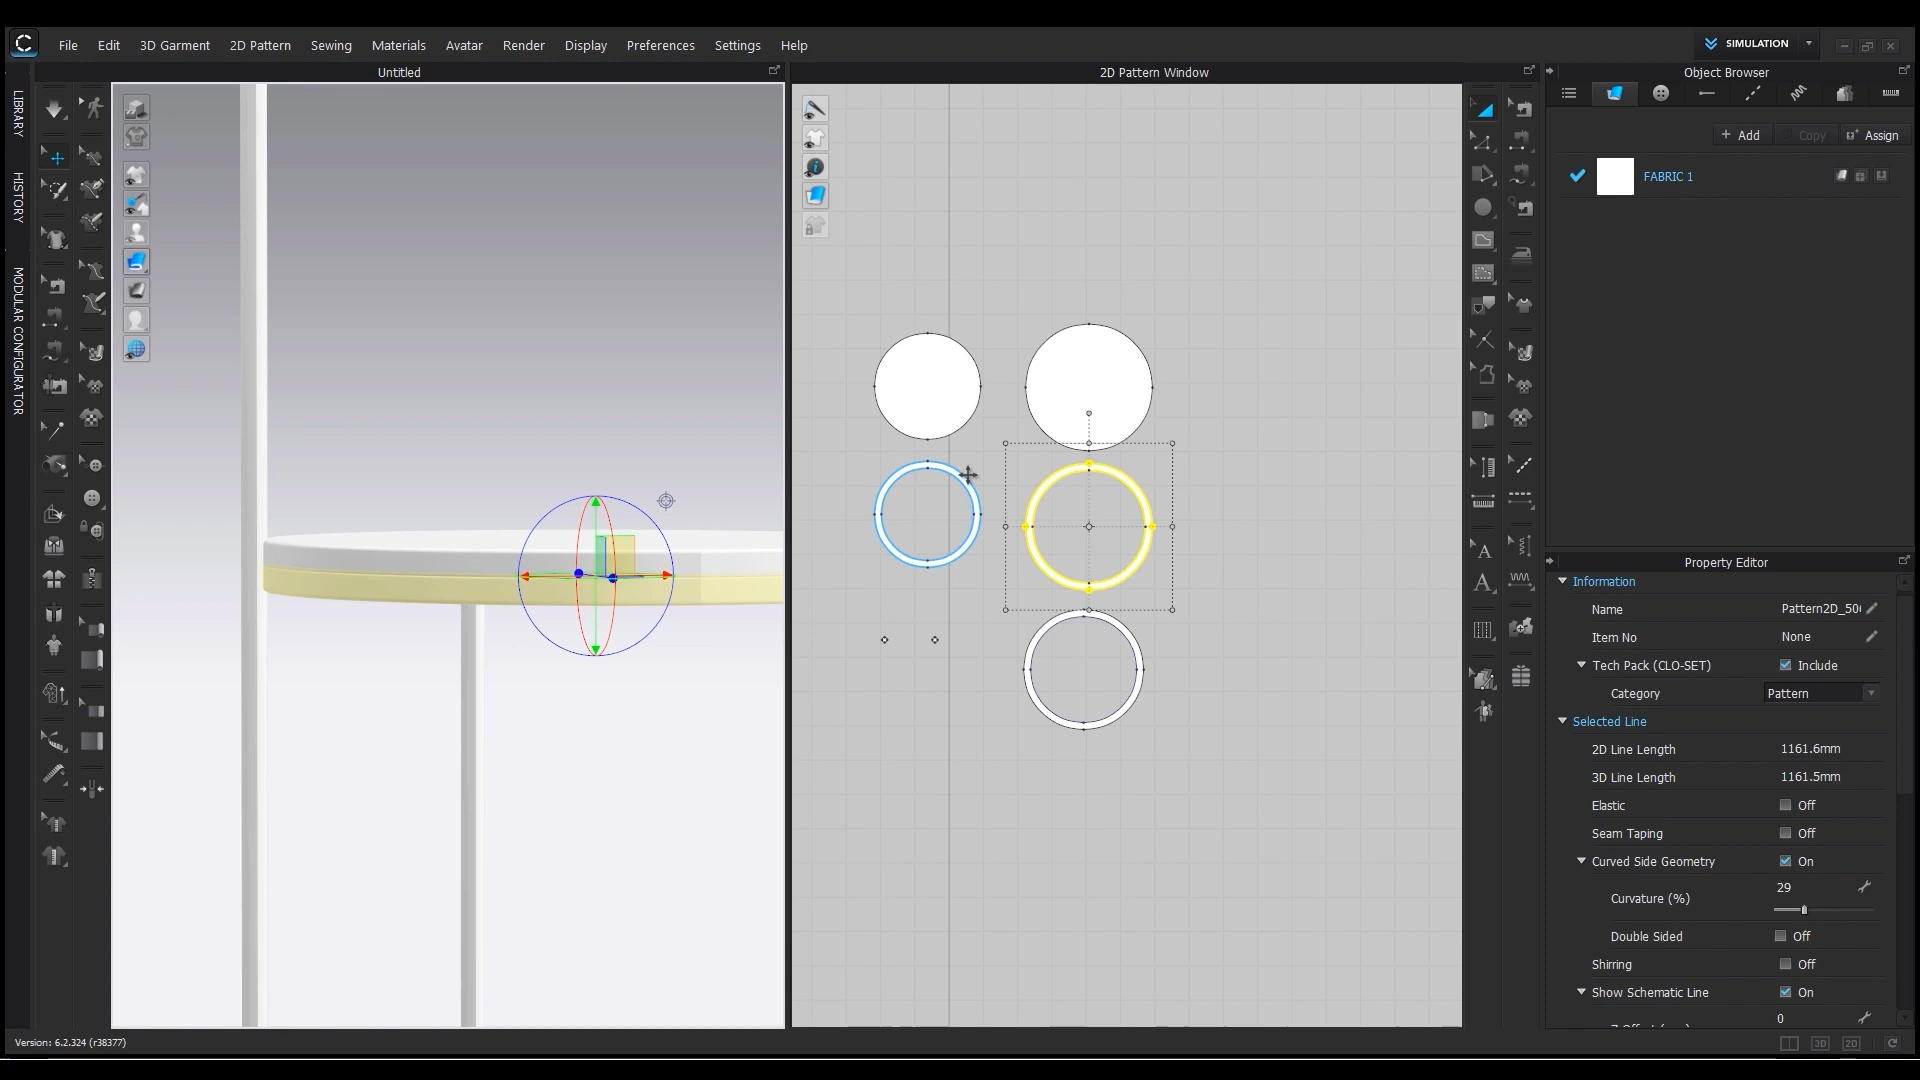 File Edit 3D Garment 2D Pattern Sewing Materials Avatar Render Display Preferences Settings Help
SIMULATION
Untitled
2D Pattern Window
Object Browser
LIBRARY
HISTORY
MODULAR CONFIGURATOR
+ Add Copy Assign
FABRIC 1
Property Editor
Information
Name Pattern2D_50
Item No None
Tech Pack (CLO-SET) Include
Category Pattern
Selected Line
2D Line Length 1161.6mm
3D Line Length 1161.5mm
Elastic Off
Seam Taping Off
Curved Side Geometry On
Curvature (%) 29
Double Sided Off
Shirring Off
Show Schematic Line On
0
Version: 6.2.324 (r38377)
3D 2D